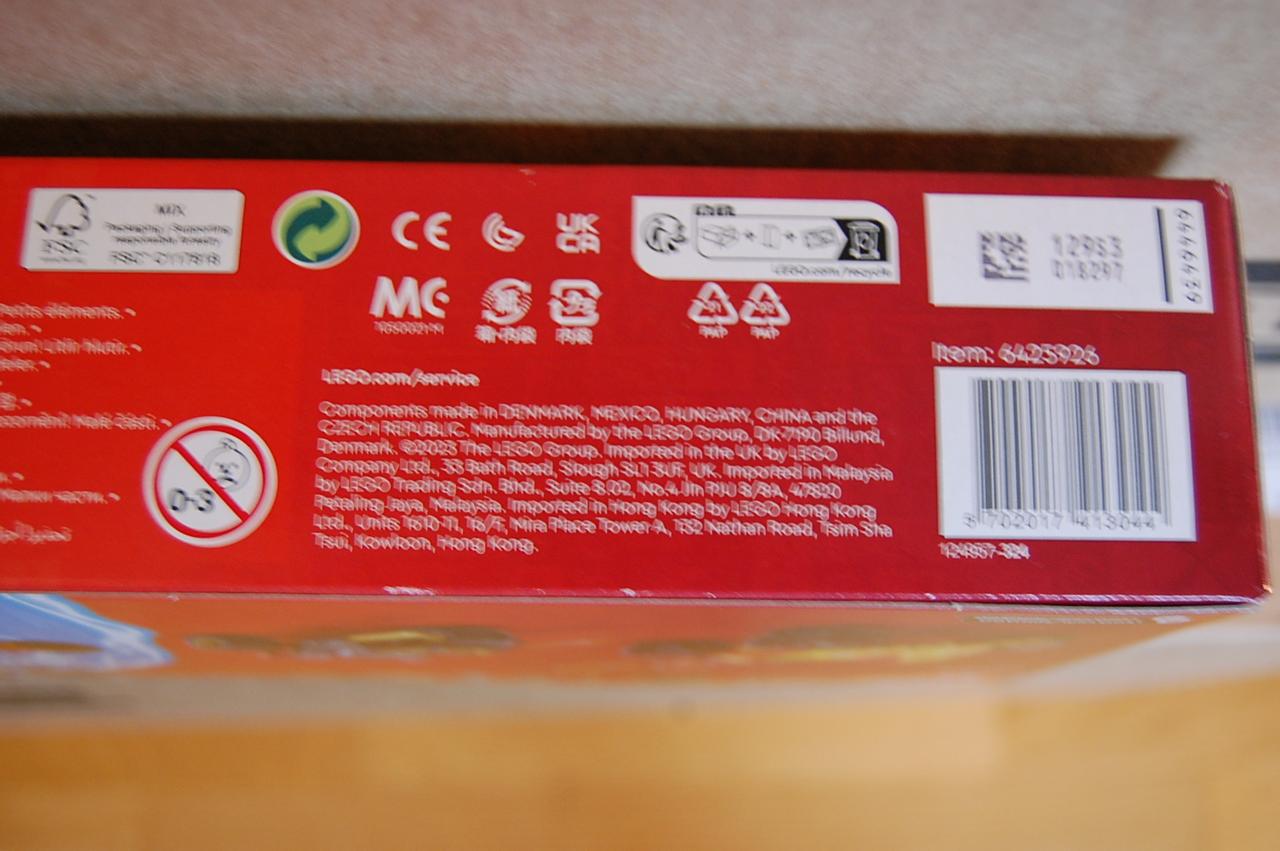 MIX
Packaging | Supporting
responsible forestry
FSC
FSC® C117818
CE
UK
CA
LEGO.com/recycle
12953
018297
6649999
PAP
PAP
petits éléments. •
Item: 6425926
LEGO.com/service
Components made in DENMARK, MEXICO, HUNGARY, CHINA and the
CZECH REPUBLIC. Manufactured by the LEGO Group, DK-7190 Billund,
Denmark. ©2023 The LEGO Group. Imported in the UK by LEGO
Company Ltd., 33 Bath Road, Slough SL1 3UF, UK. Imported in Malaysia
by LEGO Trading Sdn. Bhd., Suite 8.02, No.4 Jln PJU 8/8A, 47820
Petaling Jaya, Malaysia. Imported in Hong Kong by LEGO Hong Kong
Ltd., Units 1610-11, 16/F, Mira Place Tower A, 132 Nathan Road, Tsim Sha
Tsui, Kowloon, Hong Kong.
0-3
5 702017 413044